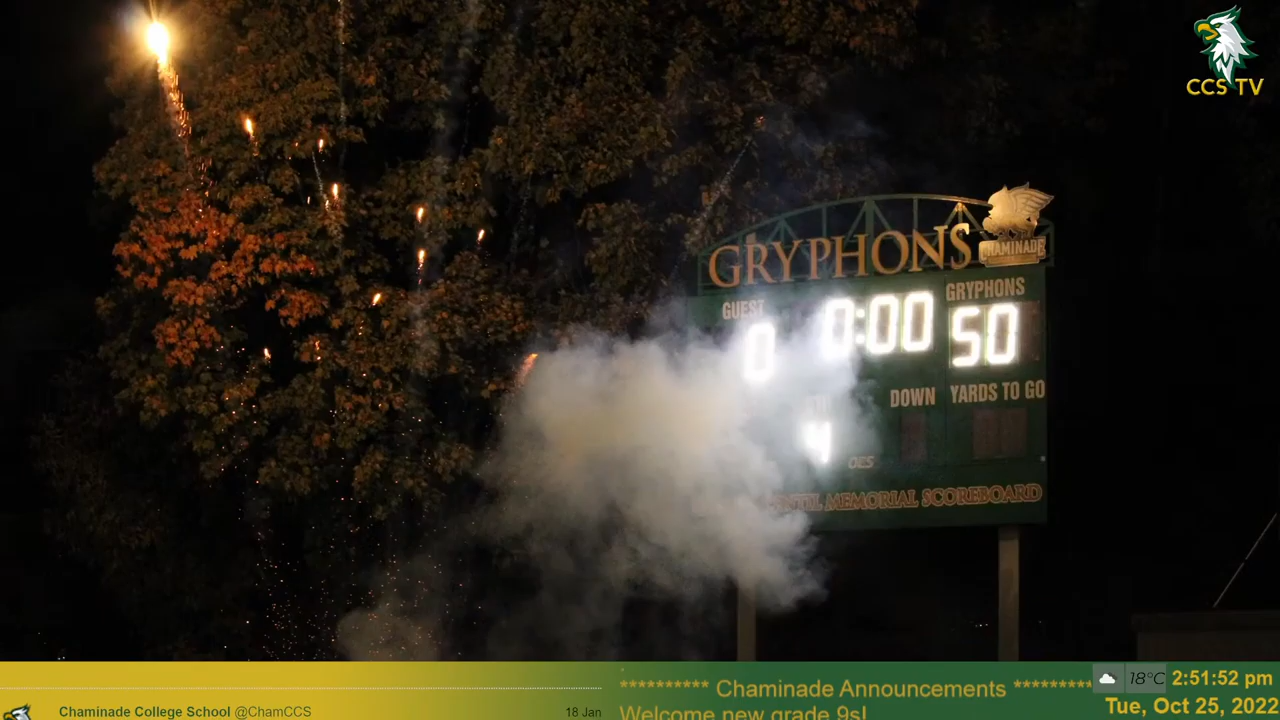 CCS TV
GRYPHONS
CHAMINADE
GUEST
GRYPHONS
0
0:00
50
DOWN
YARDS TO GO
4
MEMORIAL SCOREBOARD
********** Chaminade Announcements *********
Welcome new grade 9s!
Chaminade College School @ChamCCS
18 Jan
18°C
2:51:52 pm
Tue, Oct 25, 2022